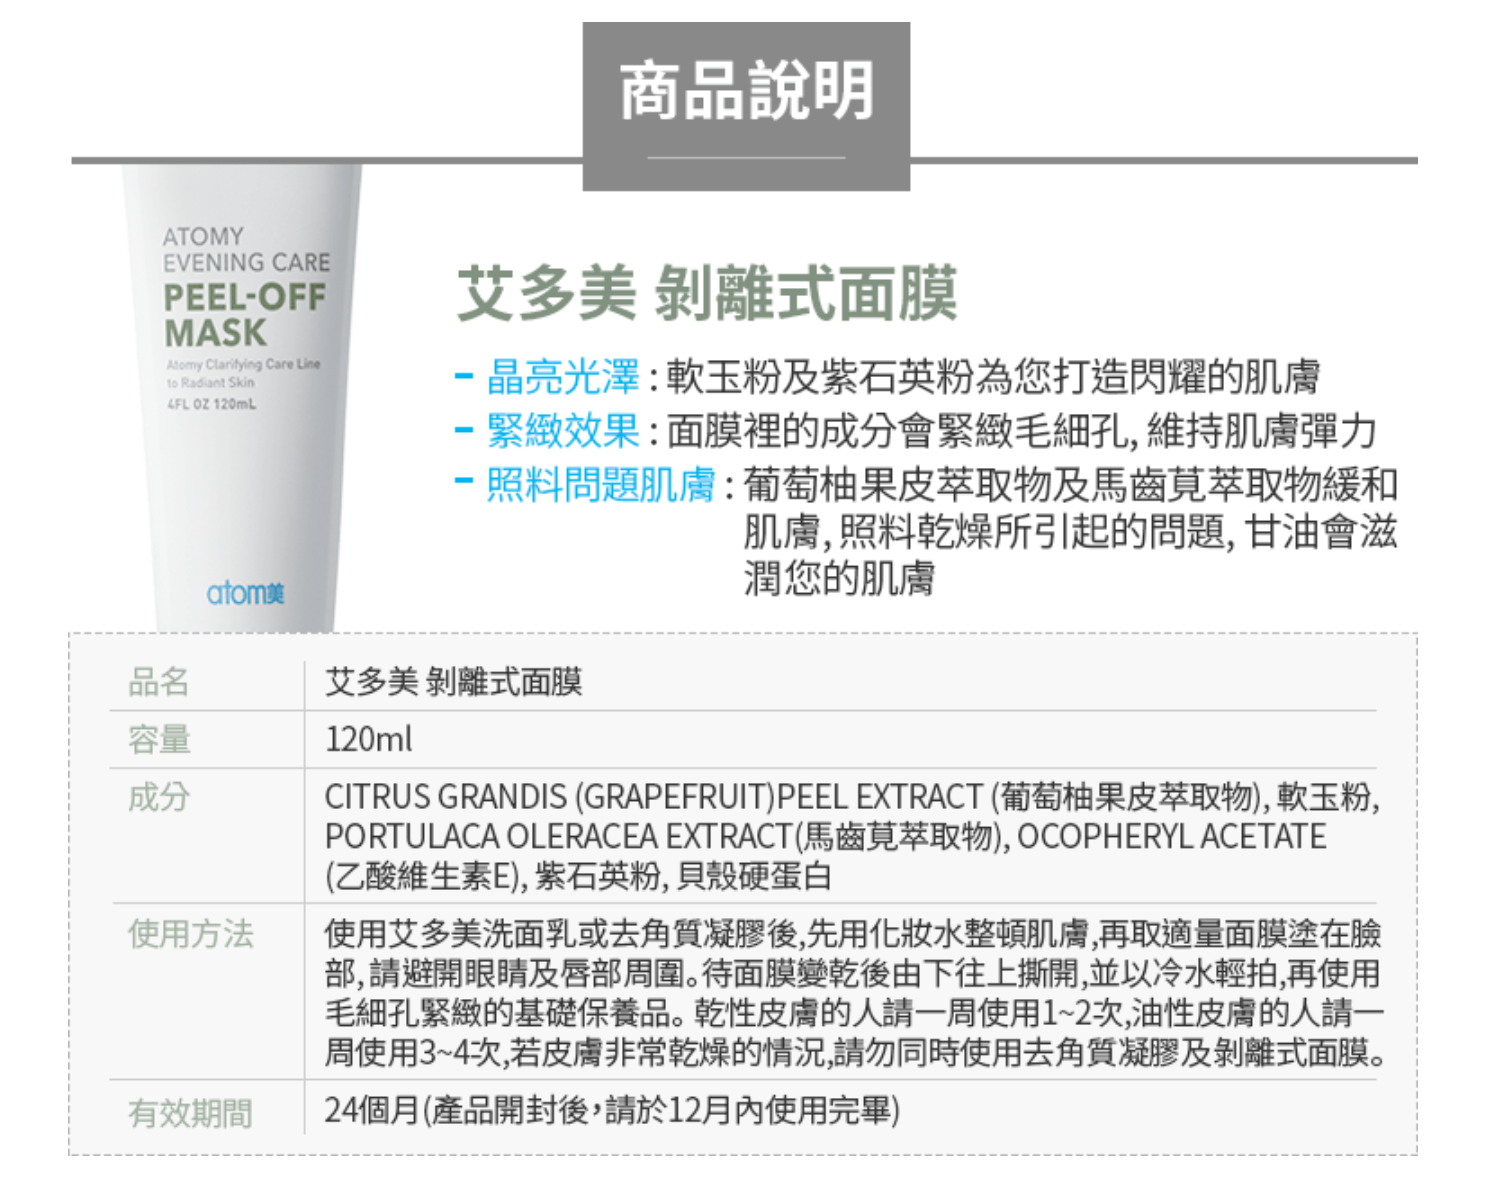 商品說明
ATOMY
EVENING CARE
PEEL-OFF
MASK
Atomy Clarifying Care Line
to Radiant Skin
4FL OZ 120mL
atom美
艾多美 剝離式面膜
- 晶亮光澤 : 軟玉粉及紫石英粉為您打造閃耀的肌膚
- 緊緻效果 : 面膜裡的成分會緊緻毛細孔, 維持肌膚彈力
- 照料問題肌膚 : 葡萄柚果皮萃取物及馬齒莧萃取物緩和
肌膚, 照料乾燥所引起的問題, 甘油會滋
潤您的肌膚
品名 艾多美 剝離式面膜
容量 120ml
成分 CITRUS GRANDIS (GRAPEFRUIT)PEEL EXTRACT (葡萄柚果皮萃取物), 軟玉粉,
PORTULACA OLERACEA EXTRACT(馬齒莧萃取物), OCOPHERYL ACETATE
(乙酸維生素E), 紫石英粉, 貝殼硬蛋白
使用方法 使用艾多美洗面乳或去角質凝膠後,先用化妝水整頓肌膚,再取適量面膜塗在臉
部,請避開眼睛及唇部周圍。待面膜變乾後由下往上撕開,並以冷水輕拍,再使用
毛細孔緊緻的基礎保養品。乾性皮膚的人請一周使用1~2次,油性皮膚的人請一
周使用3~4次,若皮膚非常乾燥的情況,請勿同時使用去角質凝膠及剝離式面膜。
有效期間 24個月(產品開封後,請於12月內使用完畢)